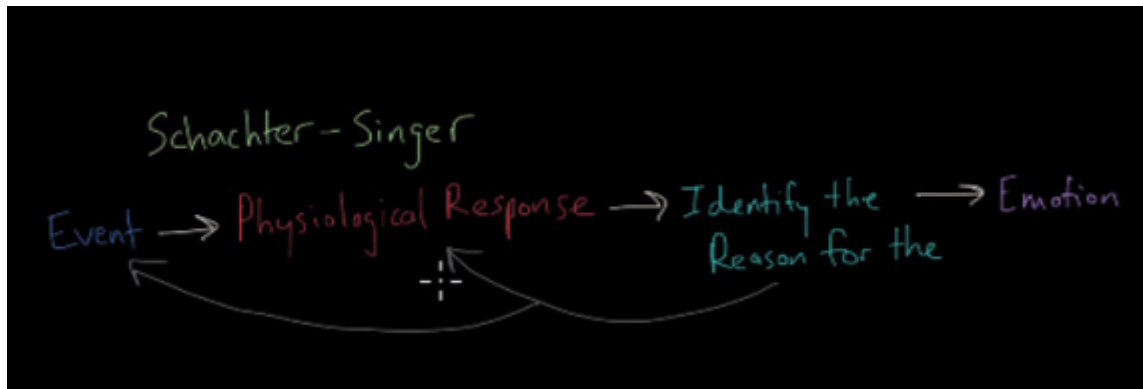 Schachter-Singer
Event → Physiological Response → Identify the → Emotion
Reason for the